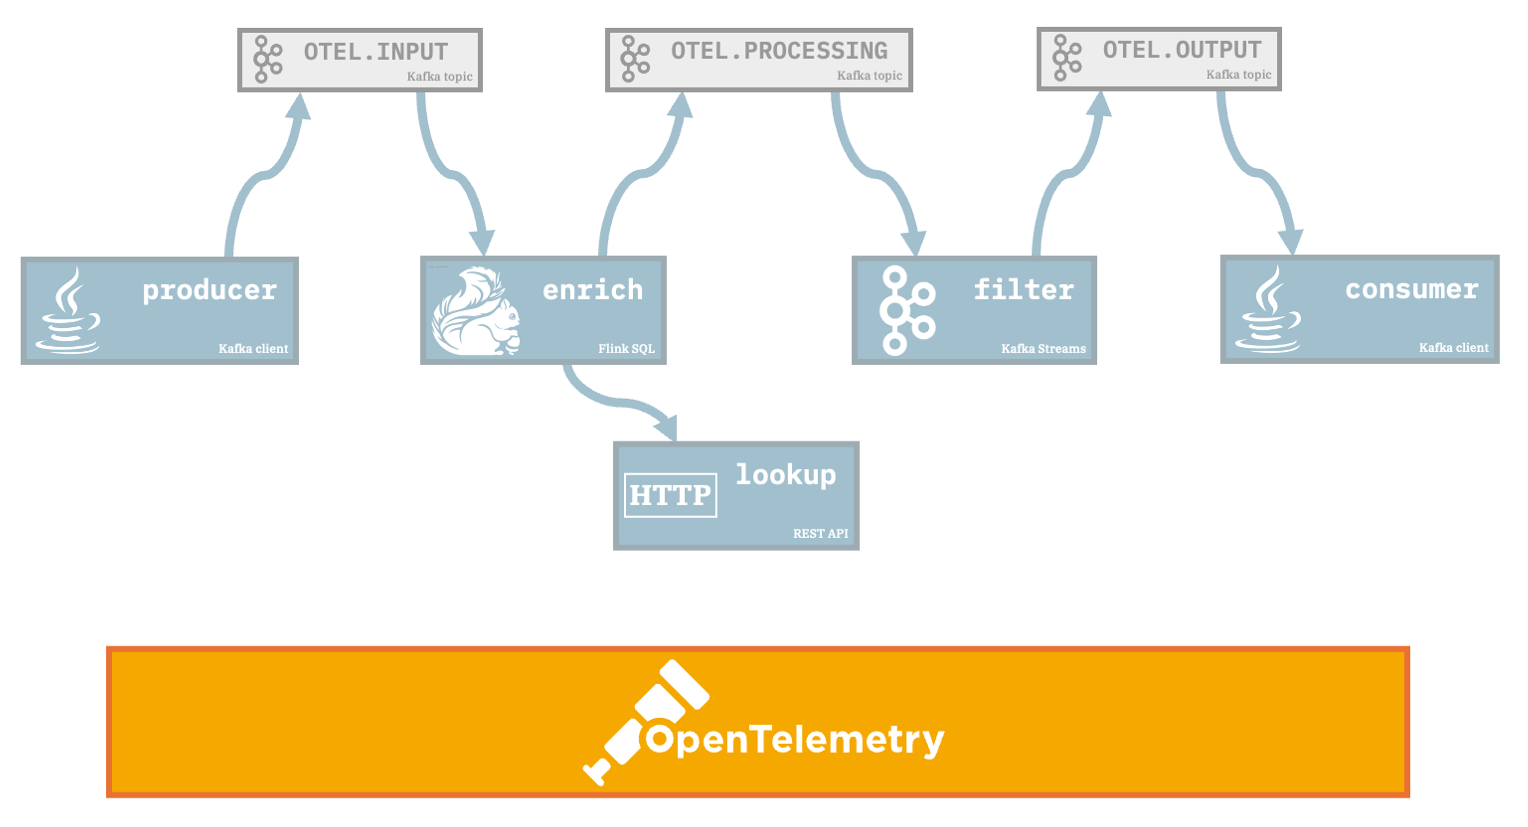 OTEL.INPUT
Kafka topic
OTEL.PROCESSING
Kafka topic
OTEL.OUTPUT
Kafka topic
producer
Kafka client
enrich
Flink SQL
filter
Kafka Streams
consumer
Kafka client
HTTP
lookup
REST API
OpenTelemetry